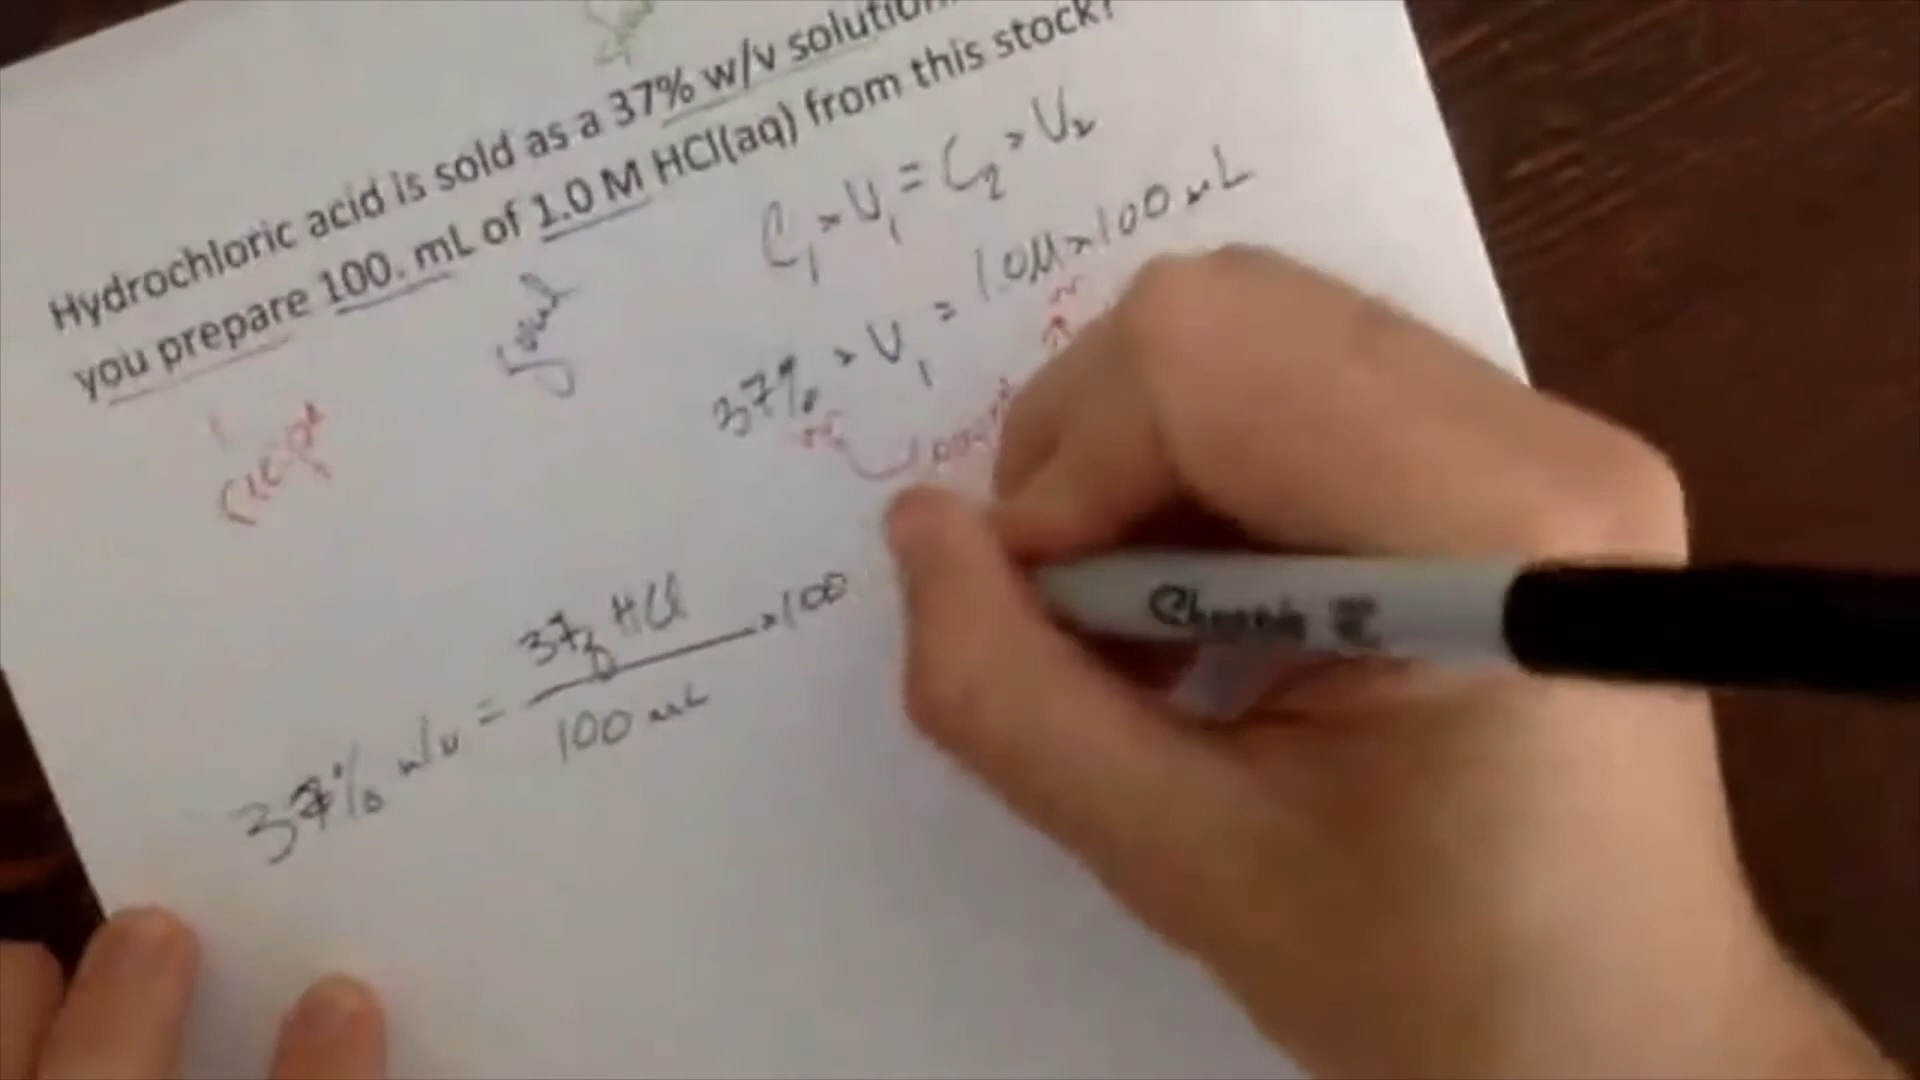 Hydrochloric acid is sold as a 37% w/v solution.
you prepare 100. mL of 1.0 M HCl(aq) from this stock?
C₁ × V₁ = C₂ × V₂
37% × V₁ = 1.0M × 100 mL
37% w/v = 37g HCl / 100 mL × 100